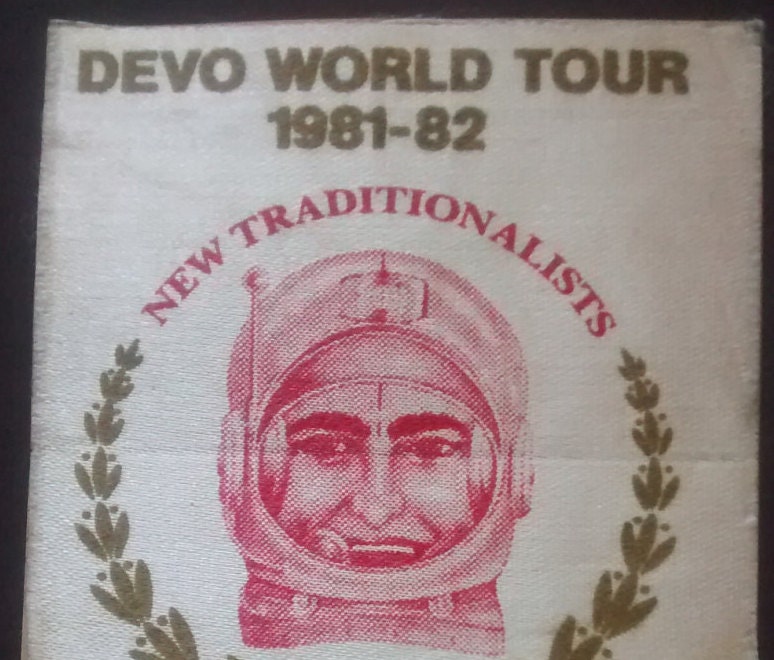 DEVO WORLD TOUR
1981-82
NEW TRADITIONALISTS